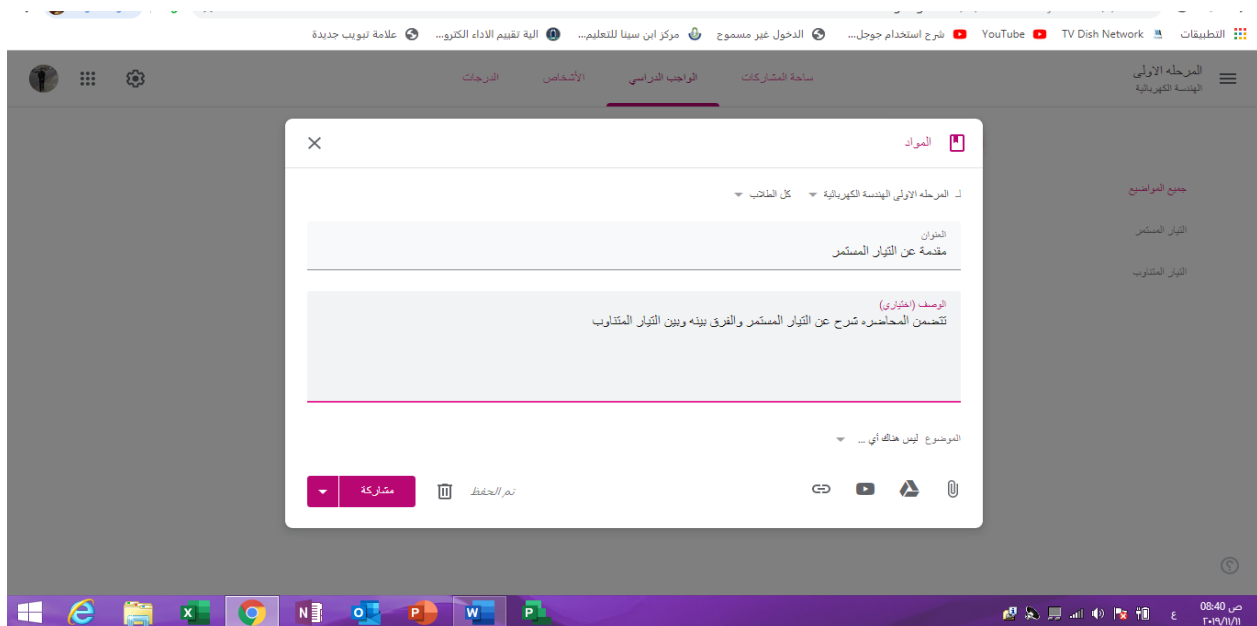 التطبيقات TV Dish Network YouTube شرح استخدام جوجل... الدخول غير مسموح مركز ابن سينا للتعليم... الية تقييم الاداء الكترو... علامة تبويب جديدة
المرحله الاولى
الهندسة الكهربائية
ساحة المشاركات الواجب الدراسي الأشخاص الدرجات
المواد
لـ المرحله الاولى الهندسة الكهربائية كل الطلاب
العنوان
مقدمة عن التيار المستمر
الوصف (اختياري)
تتضمن المحاضره شرح عن التيار المستمر والفرق بينه وبين التيار المتناوب
الموضوع ليس هناك أي ...
تم الحفظ مشاركة
جميع المواضيع
التيار المستمر
التيار المتناوب
ع 08:40 ص
٢٠١٩/١١/١١